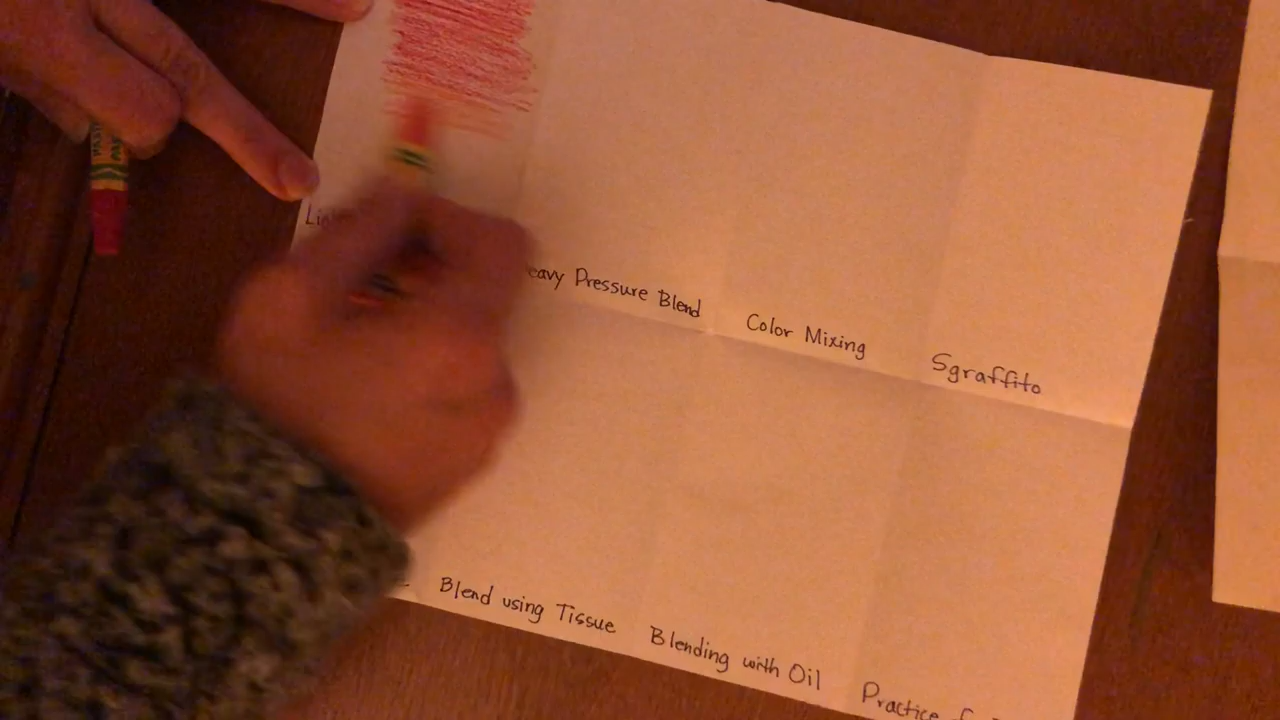 Heavy Pressure Blend
Color Mixing
Sgraffito
Blend using Tissue
Blending with Oil
Practice